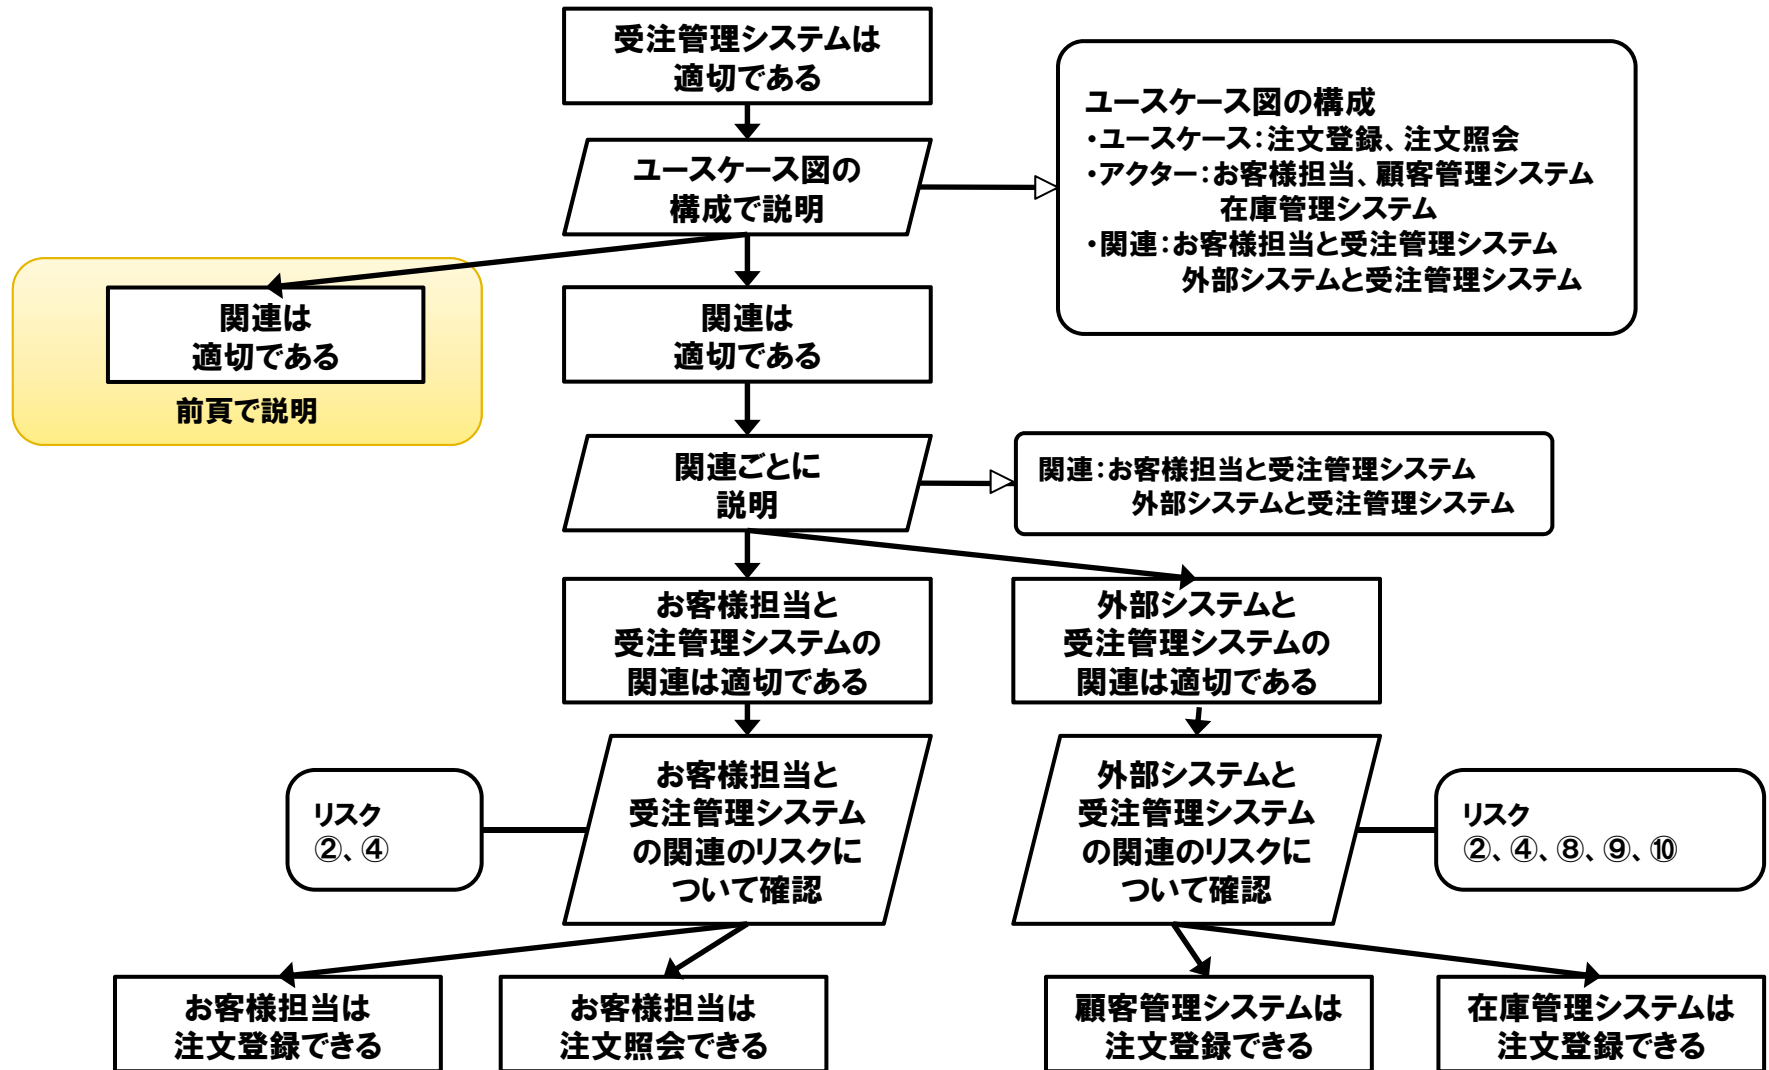 受注管理システムは
適切である
ユースケース図の
構成で説明
ユースケース図の構成
・ユースケース：注文登録、注文照会
・アクター：お客様担当、顧客管理システム
在庫管理システム
・関連：お客様担当と受注管理システム
外部システムと受注管理システム
関連は
適切である
前頁で説明
関連は
適切である
関連ごとに
説明
関連：お客様担当と受注管理システム
外部システムと受注管理システム
お客様担当と
受注管理システムの
関連は適切である
外部システムと
受注管理システムの
関連は適切である
リスク
②、④
お客様担当と
受注管理システム
の関連のリスクに
ついて確認
外部システムと
受注管理システム
の関連のリスクに
ついて確認
リスク
②、④、⑧、⑨、⑩
お客様担当は
注文登録できる
お客様担当は
注文照会できる
顧客管理システムは
注文登録できる
在庫管理システムは
注文登録できる